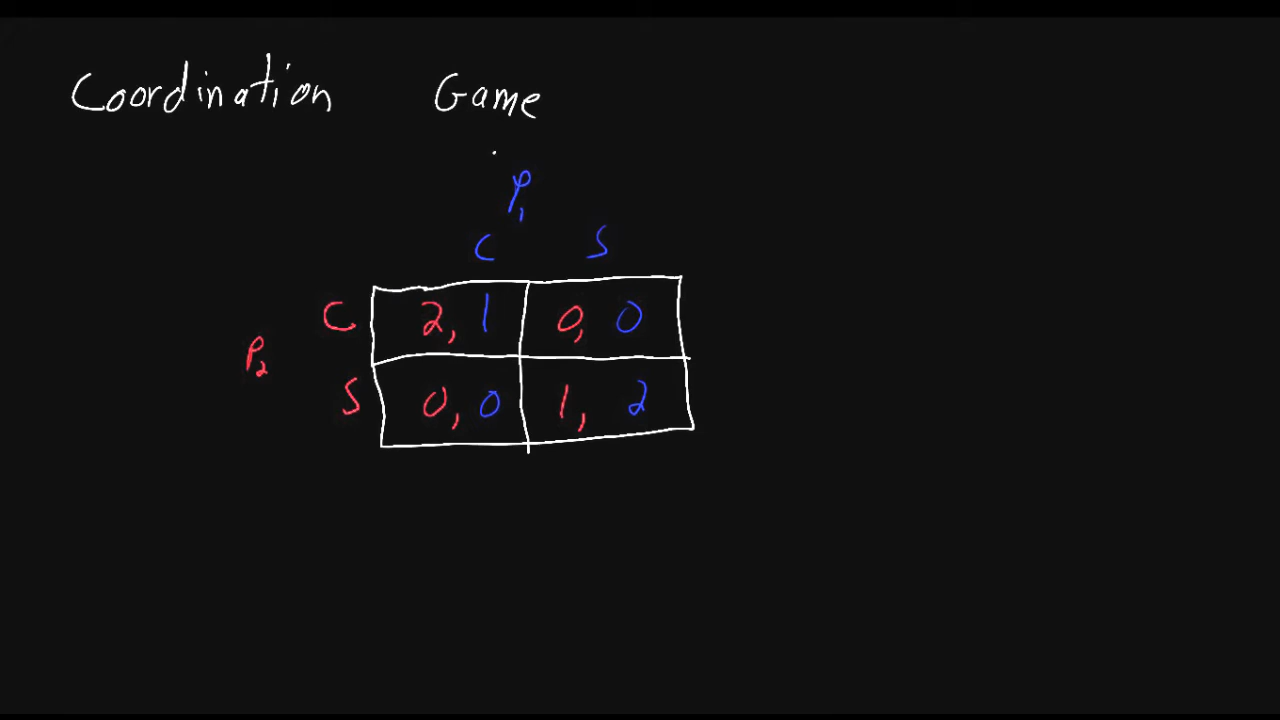 Coordination Game
P1
C S
C 2, 1 0, 0
P2
S 0, 0 1, 2